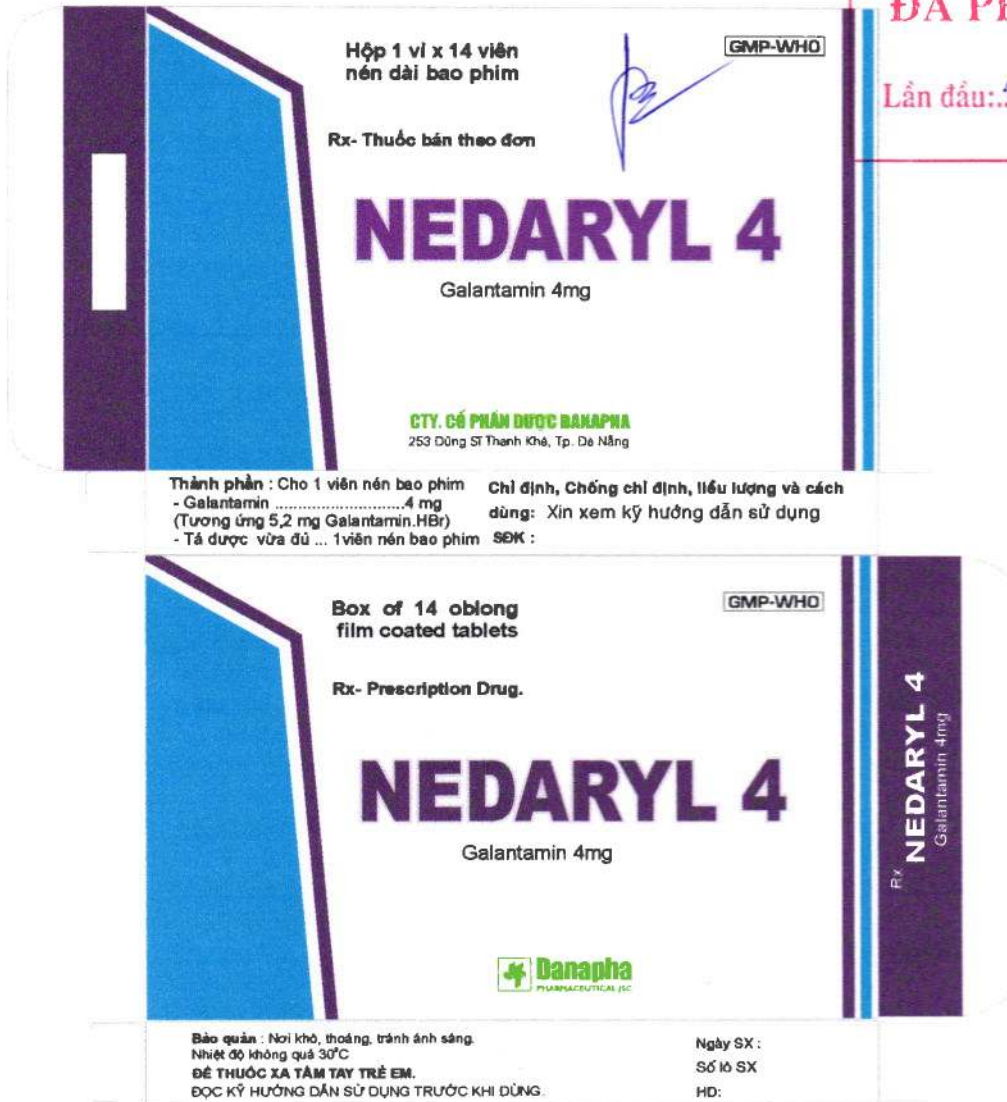 ĐÃ
Lần đầu:
Hộp 1 vỉ x 14 viên
nén dài bao phim
GMP-WHO
Rx- Thuốc bán theo đơn
NEDARYL 4
Galantamin 4mg
CTY. CỔ PHẦN DƯỢC DANAPHA
253 Dũng Sĩ Thanh Khê, Tp. Đà Nẵng
Thành phần : Cho 1 viên nén bao phim
- Galantamin ............................4 mg
(Tương ứng 5,2 mg Galantamin.HBr)
- Tá dược vừa đủ ... 1viên nén bao phim
Chỉ định, Chống chỉ định, liều lượng và cách
dùng: Xin xem kỹ hướng dẫn sử dụng
SĐK :
Box of 14 oblong
film coated tablets
GMP-WHO
Rx- Prescription Drug.
NEDARYL 4
Galantamin 4mg
Danapha
PHARMACEUTICAL JSC
Rx
NEDARYL 4
Galantamin 4mg
Bảo quản : Nơi khô, thoáng, tránh ánh sáng.
Nhiệt độ không quá 30°C
ĐỂ THUỐC XA TẦM TAY TRẺ EM.
ĐỌC KỸ HƯỚNG DẪN SỬ DỤNG TRƯỚC KHI DÙNG.
Ngày SX :
Số lô SX
HD: